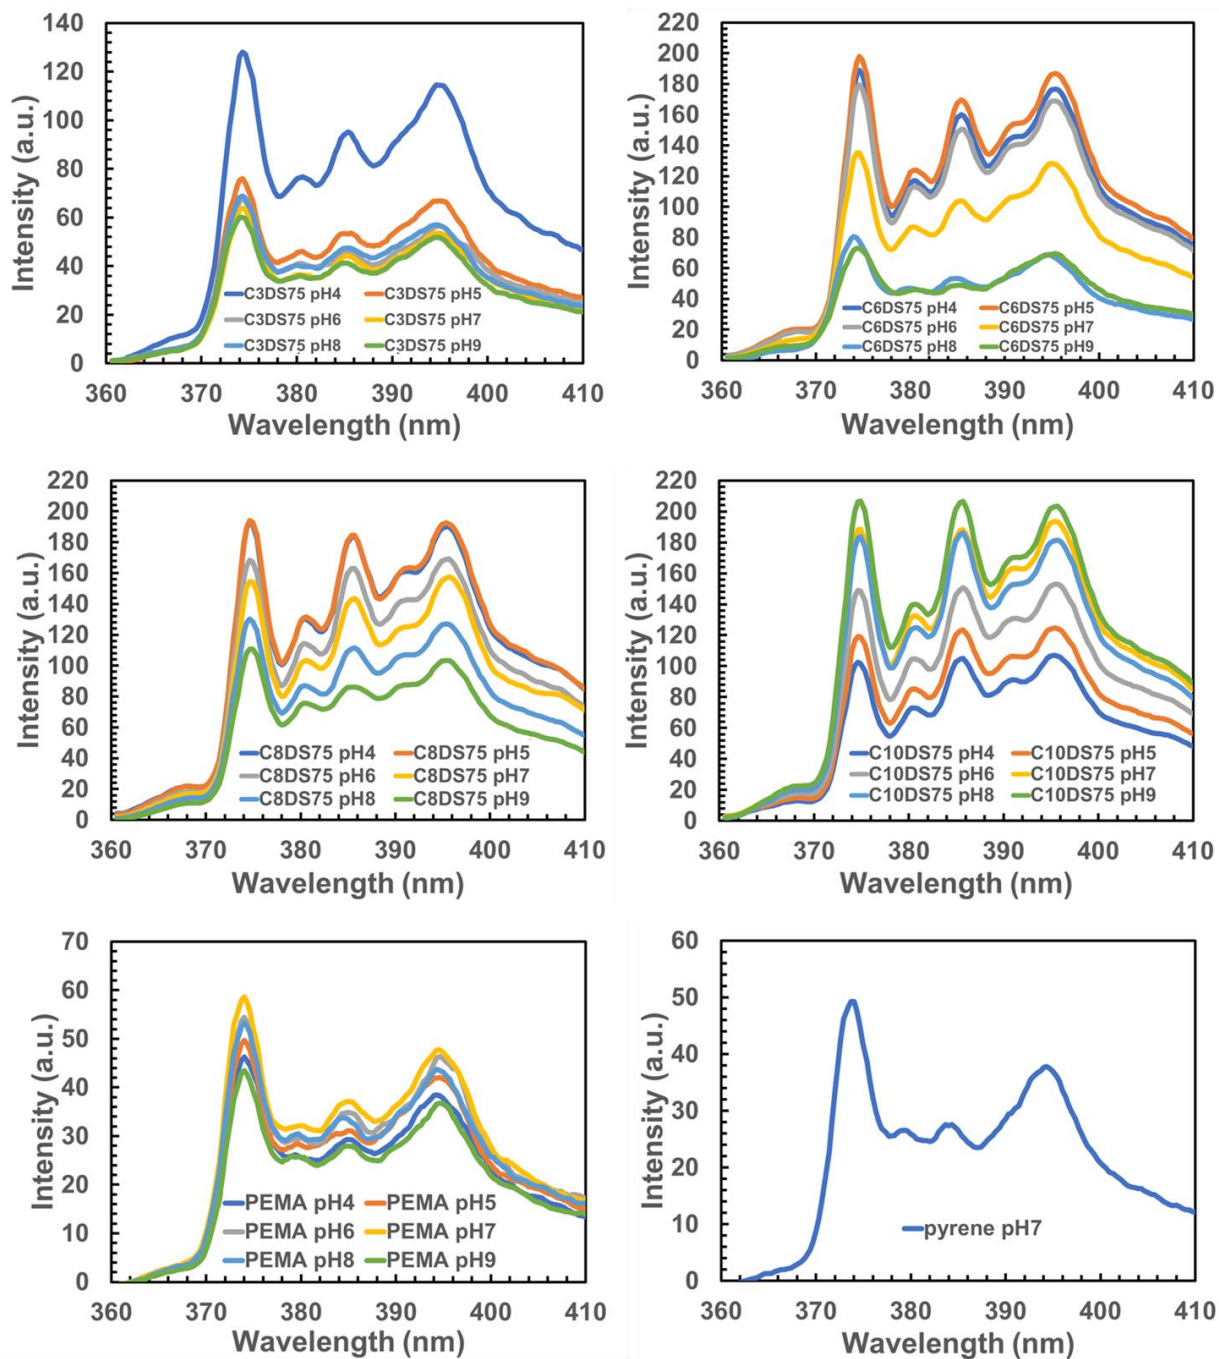 140
120
100
80
60
40
20
0
Intensity (a.u.)
C3DS75 pH4 C3DS75 pH5
C3DS75 pH6 C3DS75 pH7
C3DS75 pH8 C3DS75 pH9
360 370 380 390 400 410
Wavelength (nm)
220
200
180
160
140
120
100
80
60
40
20
0
Intensity (a.u.)
C6DS75 pH4 C6DS75 pH5
C6DS75 pH6 C6DS75 pH7
C6DS75 pH8 C6DS75 pH9
360 370 380 390 400 410
Wavelength (nm)
220
200
180
160
140
120
100
80
60
40
20
0
Intensity (a.u.)
C8DS75 pH4 C8DS75 pH5
C8DS75 pH6 C8DS75 pH7
C8DS75 pH8 C8DS75 pH9
360 370 380 390 400 410
Wavelength (nm)
220
200
180
160
140
120
100
80
60
40
20
0
Intensity (a.u.)
C10DS75 pH4 C10DS75 pH5
C10DS75 pH6 C10DS75 pH7
C10DS75 pH8 C10DS75 pH9
360 370 380 390 400 410
Wavelength (nm)
70
60
50
40
30
20
10
0
Intensity (a.u.)
PEMA pH4 PEMA pH5
PEMA pH6 PEMA pH7
PEMA pH8 PEMA pH9
360 370 380 390 400 410
Wavelength (nm)
60
50
40
30
20
10
0
Intensity (a.u.)
pyrene pH7
360 370 380 390 400 410
Wavelength (nm)